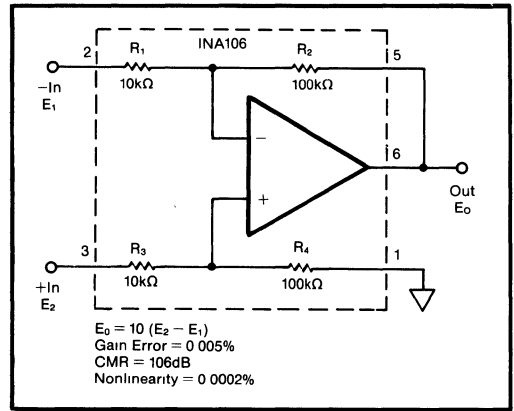 INA106
2
R₁
R₂
5
10kΩ
100kΩ
−In
E₁
−
6
+
Out
E₀
3
R₃
R₄
1
10kΩ
100kΩ
+In
E₂
E₀ = 10 (E₂ − E₁)
Gain Error = 0 005%
CMR = 106dB
Nonlinearity = 0 0002%